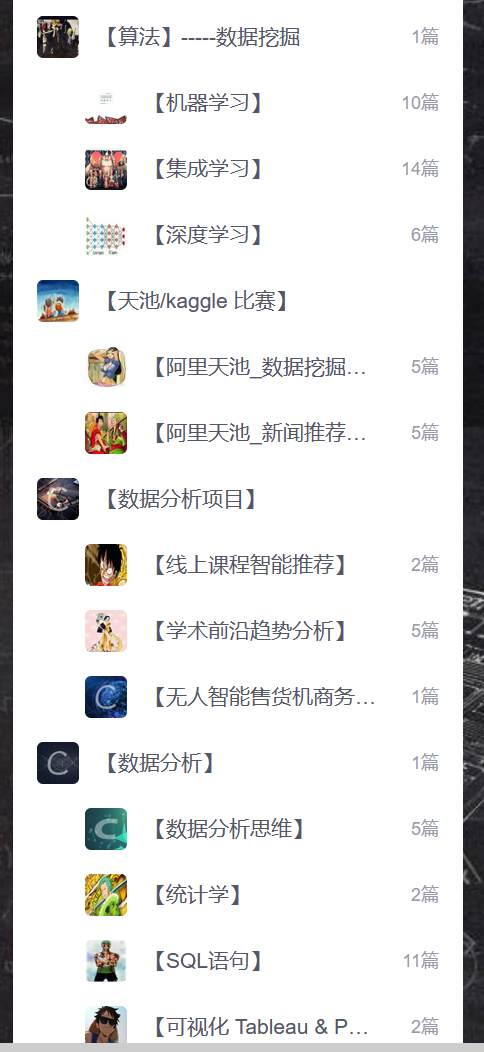 【算法】-----数据挖掘 1篇
【机器学习】 10篇
【集成学习】 14篇
【深度学习】 6篇
【天池/kaggle 比赛】
【阿里天池_数据挖掘… 5篇
【阿里天池_新闻推荐… 5篇
【数据分析项目】
【线上课程智能推荐】 2篇
【学术前沿趋势分析】 5篇
【无人智能售货机商务… 1篇
【数据分析】 1篇
【数据分析思维】 5篇
【统计学】 2篇
【SQL语句】 11篇
【可视化 Tableau & P… 2篇